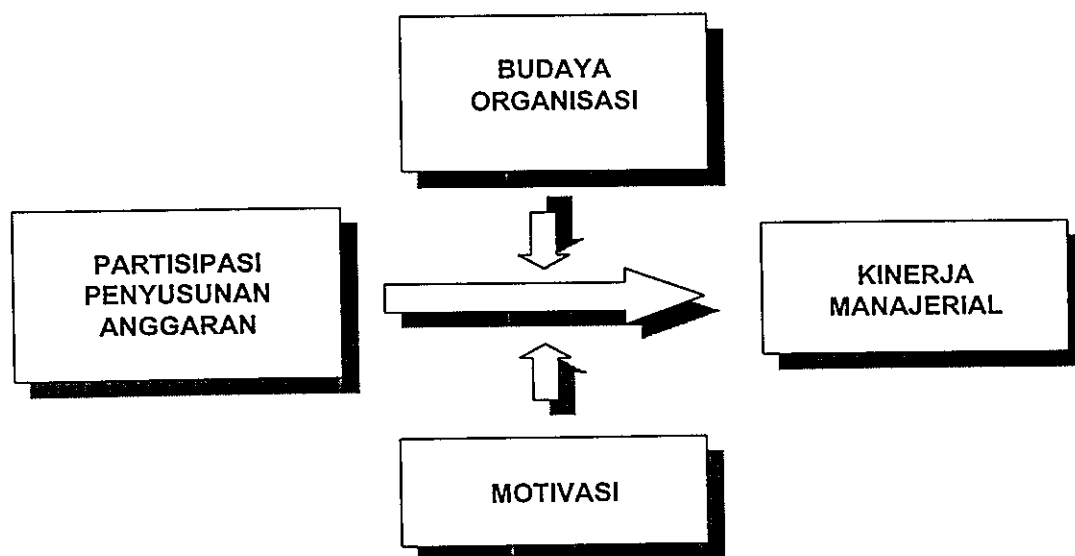 BUDAYA
ORGANISASI
PARTISIPASI
PENYUSUNAN
ANGGARAN
KINERJA
MANAJERIAL
MOTIVASI